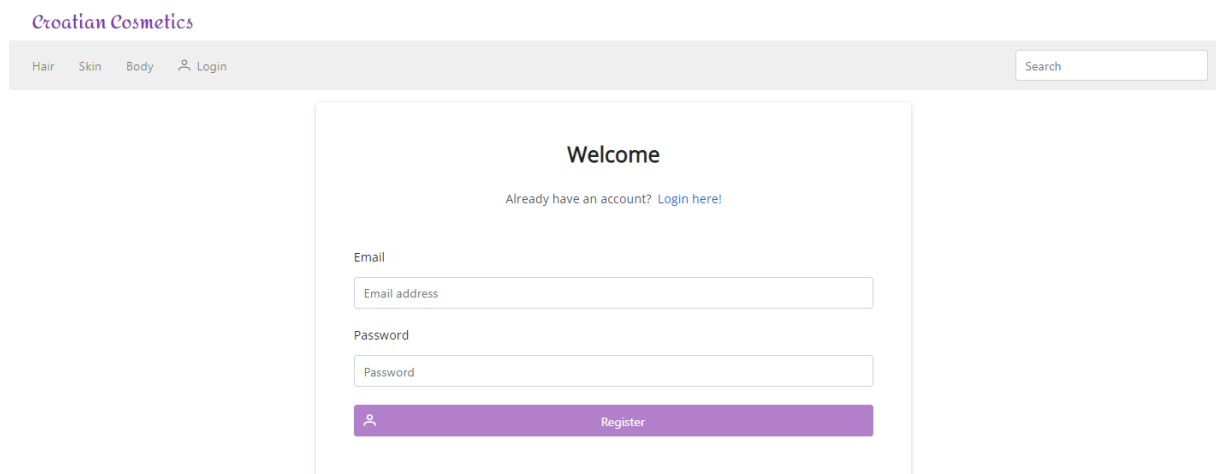 Croatian Cosmetics
Hair Skin Body Login Search
Welcome
Already have an account? Login here!
Email
Email address
Password
Password
Register